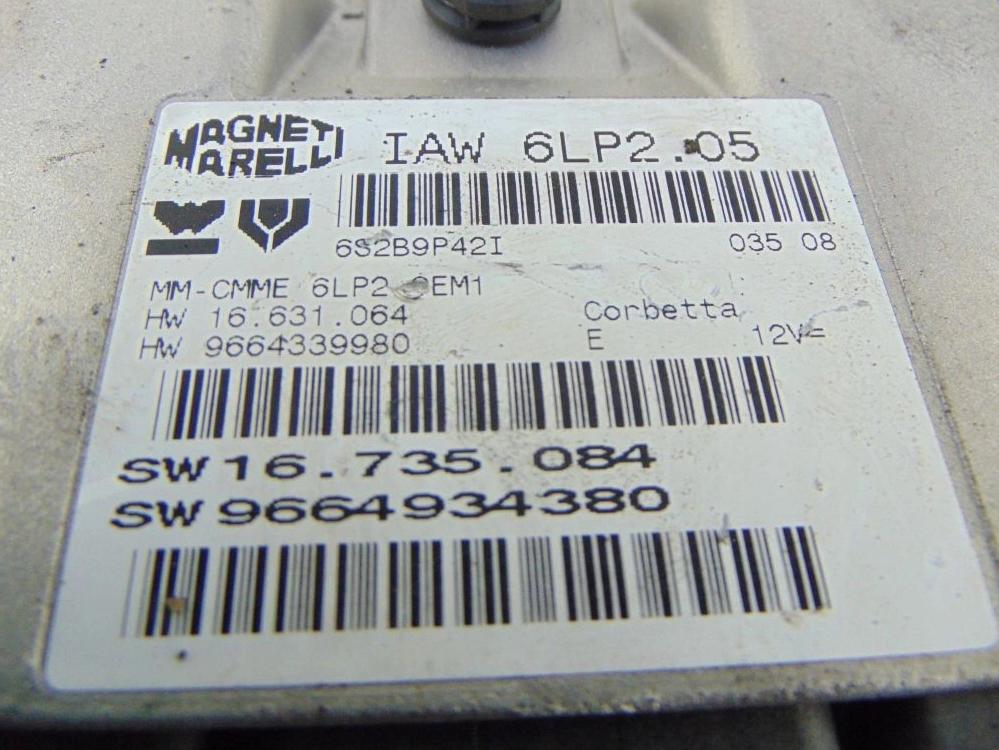 MAGNETI
MARELLI
IAW 6LP2.05
6S2B9P42I 035 08
MM-CMME 6LP2
HW 16.631.064 Corbetta
HW 9664339980 E 12V=
SW 16.735.084
SW 9664934380